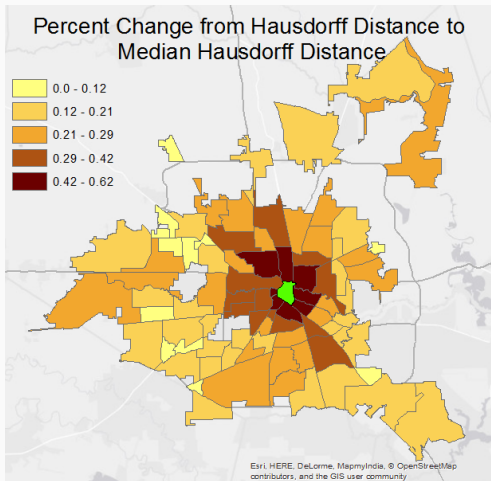 Percent Change from Hausdorff Distance to
Median Hausdorff Distance
0.0 - 0.12
0.12 - 0.21
0.21 - 0.29
0.29 - 0.42
0.42 - 0.62
Esri, HERE, DeLorme, MapmyIndia, © OpenStreetMap
contributors, and the GIS user community